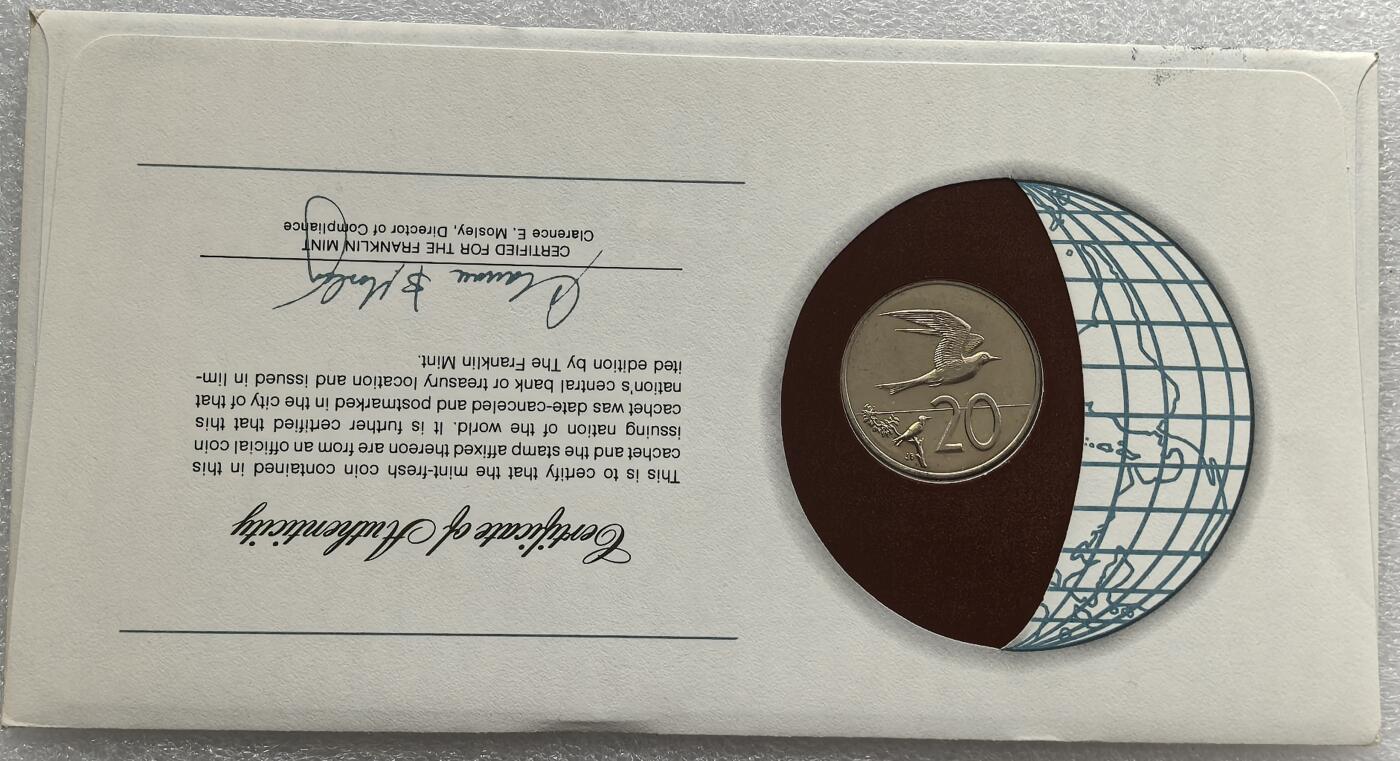 Certificate of Authenticity
This is to certify that the mint-fresh coin contained in this
cachet and the stamp affixed thereon are from an official coin
issuing nation of the world. It is further certified that this
cachet was date-canceled and postmarked in the city of that
nation's central bank or treasury location and issued in lim-
ited edition by The Franklin Mint.
CERTIFIED FOR THE FRANKLIN MINT
Clarence E. Mosley, Director of Compliance
20
JB